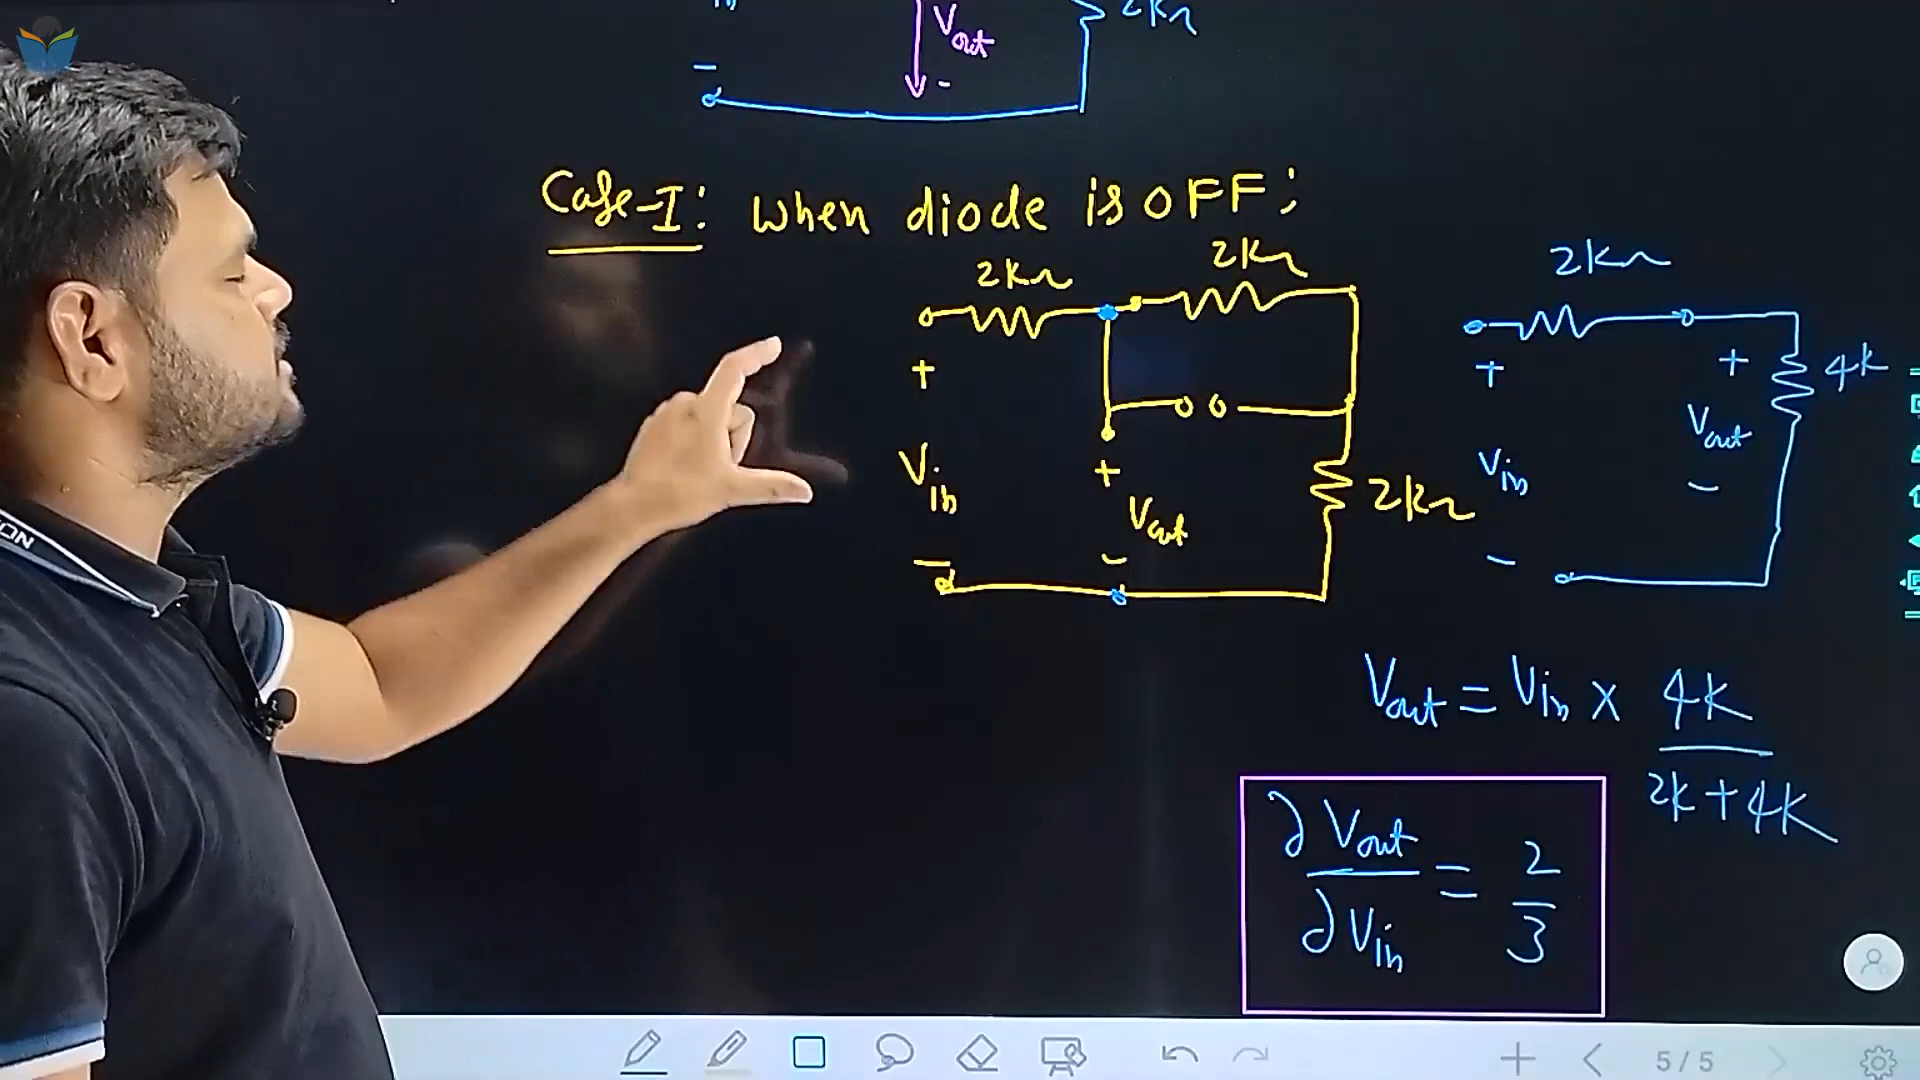 in
Vout
2kΩ
-
-
Case-I: when diode is OFF;
2kΩ
2kΩ
2kΩ
+
+
4K
Vin
+
Vout
2kΩ
Vin
Vout
-
-
-
-
Vout = Vin × 4K
2K+4K
∂Vout
∂Vin
=
2
3
5/5